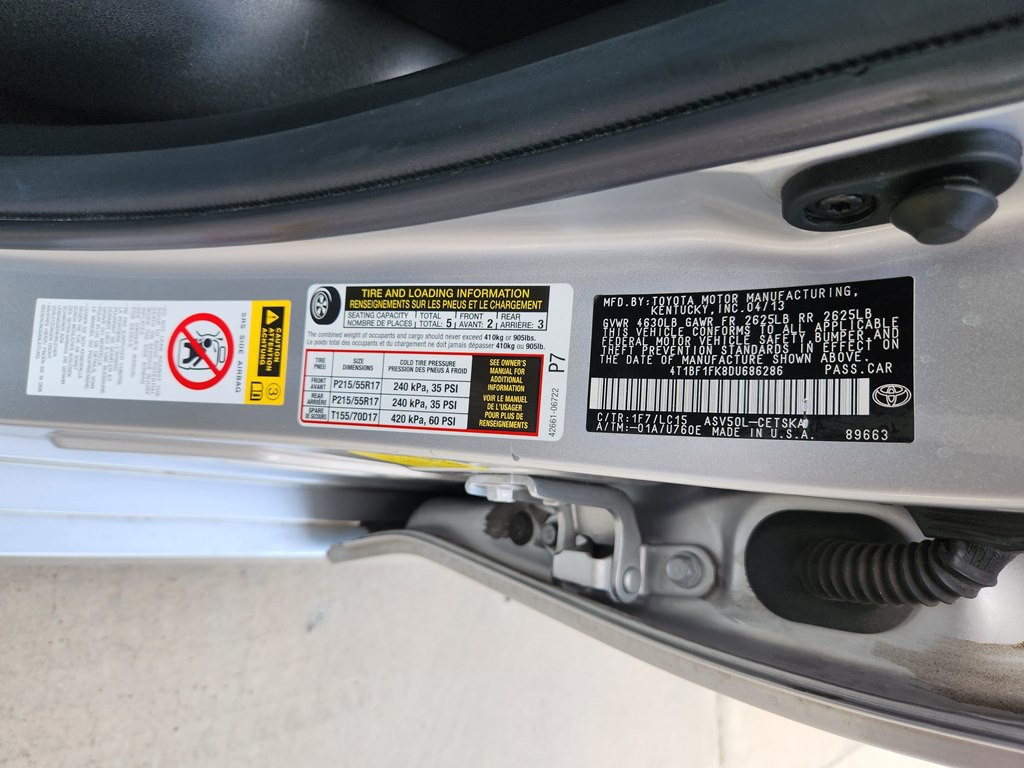 SRS SIDE AIRBAG
CAUTION
ATTENTION
ACHTUNG
3
TIRE AND LOADING INFORMATION
RENSEIGNEMENTS SUR LES PNEUS ET LE CHARGEMENT
SEATING CAPACITY TOTAL FRONT REAR
NOMBRE DE PLACES TOTAL: 5 AVANT: 2 ARRIÈRE: 3
The combined weight of occupants and cargo should never exceed 410kg or 905lbs.
Le poids total des occupants et du chargement ne doit jamais dépasser 410kg ou 905lb.
TIRE PNEU SIZE DIMENSIONS COLD TIRE PRESSURE PRESSION DES PNEUS À FROID
FRONT AVANT P215/55R17 240 kPa, 35 PSI
REAR ARRIÈRE P215/55R17 240 kPa, 35 PSI
SPARE DE SECOURS T155/70D17 420 kPa, 60 PSI
SEE OWNER'S
MANUAL FOR
ADDITIONAL
INFORMATION
VOIR LE MANUEL
DE L'USAGER
POUR PLUS DE
RENSEIGNEMENTS
P7
42661-06722
MFD.BY:TOYOTA MOTOR MANUFACTURING,
KENTUCKY,INC.04/13
GVWR 4630LB GAWR FR 2625LB RR 2625LB
THIS VEHICLE CONFORMS TO ALL APPLICABLE
FEDERAL MOTOR VEHICLE SAFETY, BUMPER,AND
THEFT PREVENTION STANDARDS IN EFFECT ON
THE DATE OF MANUFACTURE SHOWN ABOVE.
4T1BF1FK8DU686286 PASS.CAR
C/TR:1F7/LC15 ASV50L-CETSKA
A/TM:-01A/U760E MADE IN U.S.A.
89663